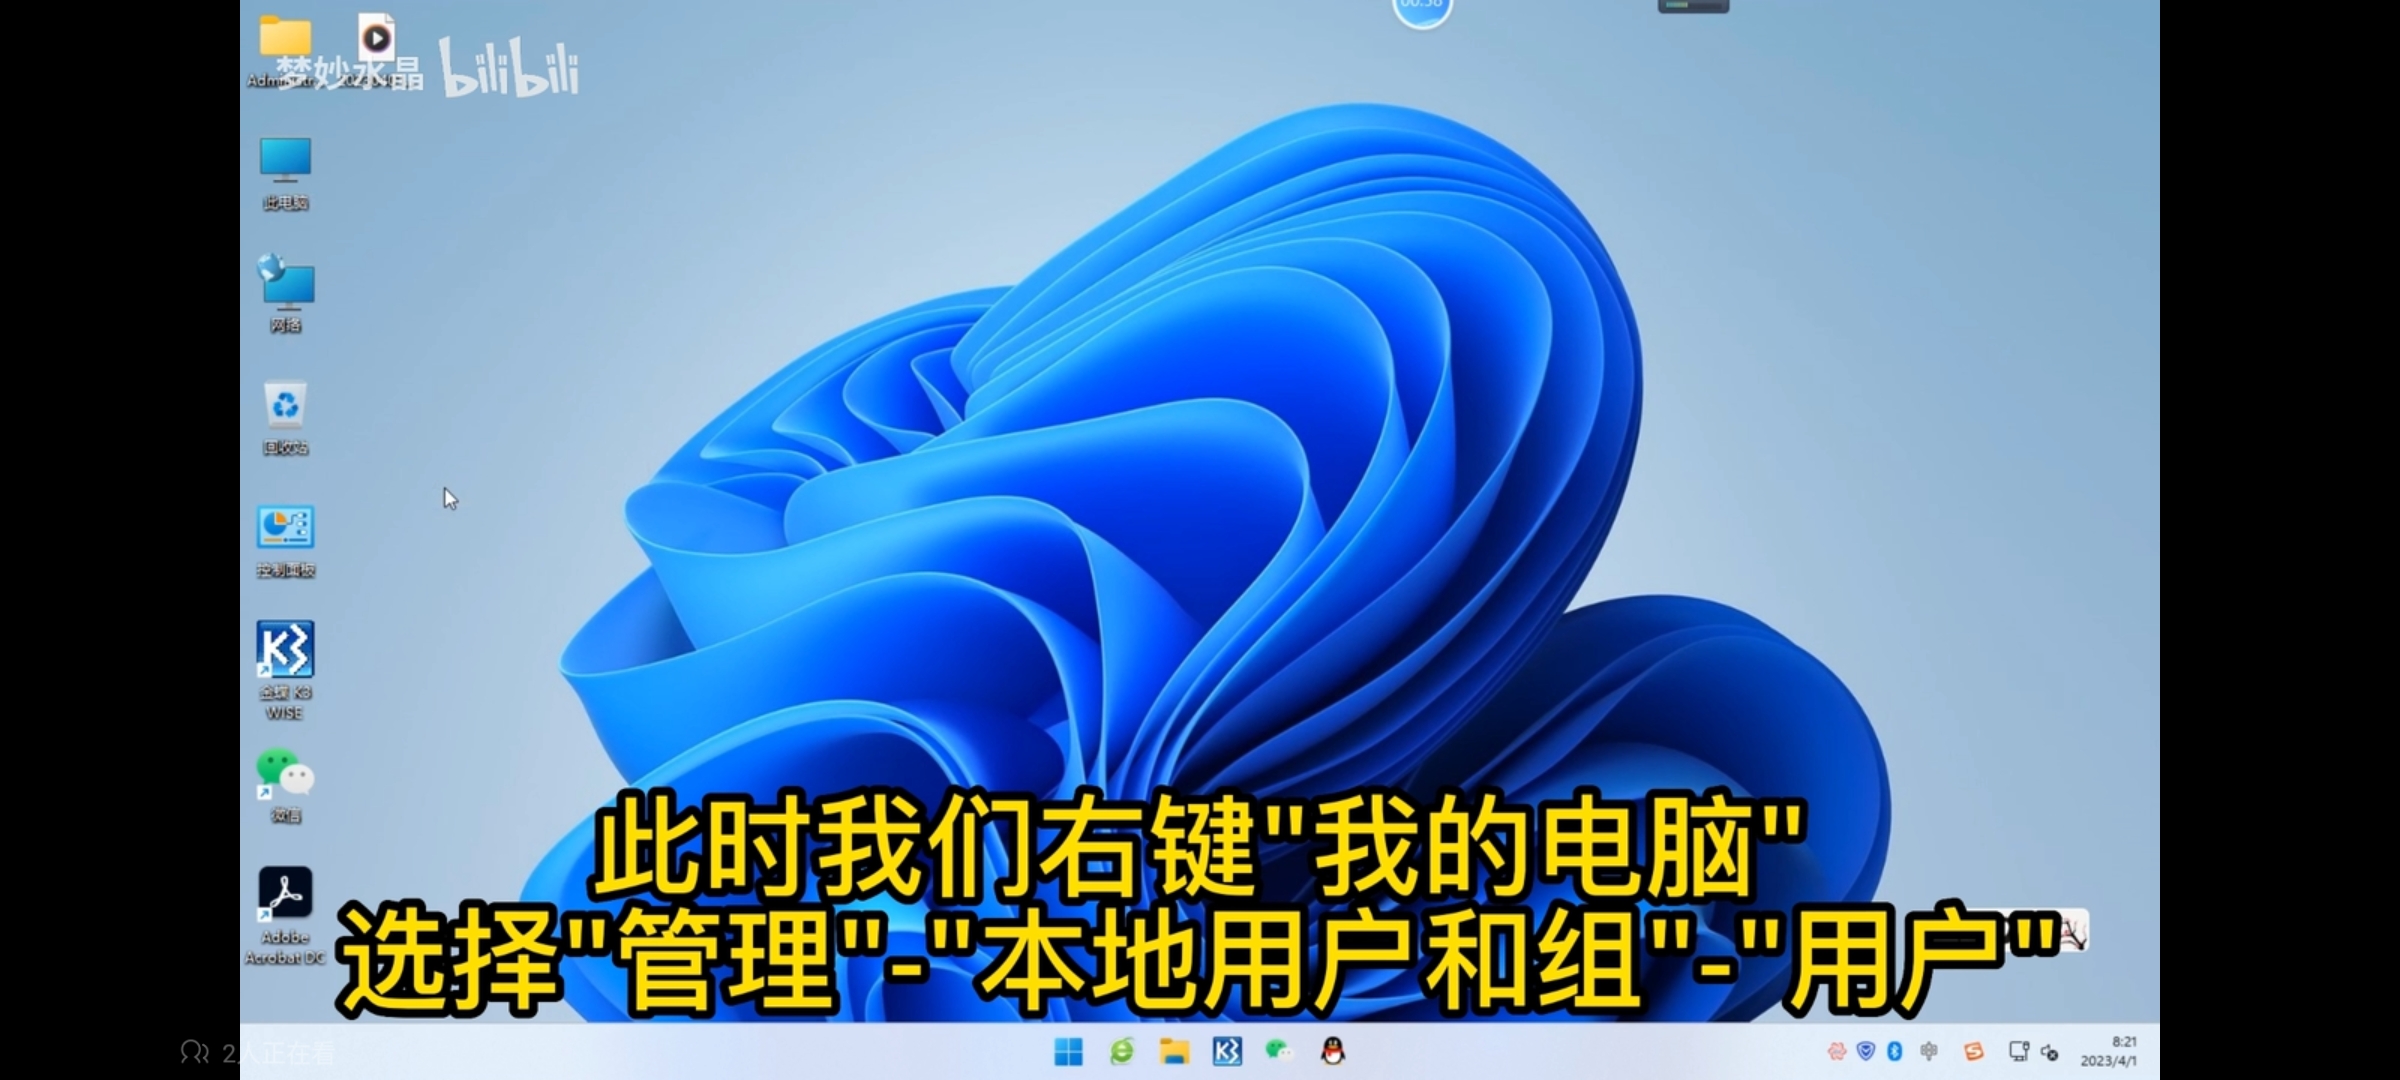 梦妙水晶 bilibili
此电脑
网络
回收站
控制面板
金蝶 K3
WISE
微信
Adobe
Acrobat DC
此时我们右键"我的电脑"
选择"管理"-"本地用户和组"-"用户"
2人正在看
8:21
2023/4/1